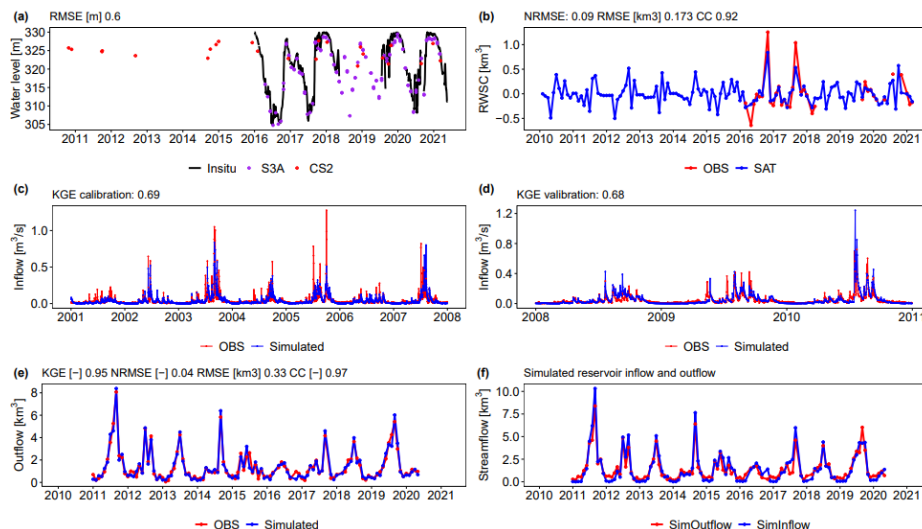 (a) RMSE [m] 0.6
Water level [m]
330
325
320
315
310
305
2011 2012 2013 2014 2015 2016 2017 2018 2019 2020 2021
Insitu S3A CS2
(b) NRMSE: 0.09 RMSE [km3] 0.173 CC 0.92
RWSC [km³]
1.0
0.5
0.0
−0.5
2010 2011 2012 2013 2014 2015 2016 2017 2018 2019 2020 2021
OBS SAT
(c) KGE calibration: 0.69
Inflow [m³/s]
1.0
0.5
0.0
2001 2002 2003 2004 2005 2006 2007 2008
OBS Simulated
(d) KGE valibration: 0.68
Inflow [m³/s]
1.2
0.8
0.4
0.0
2008 2009 2010 2011
OBS Simulated
(e) KGE [−] 0.95 NRMSE [−] 0.04 RMSE [km3] 0.33 CC [−] 0.97
Outflow [km³]
8
6
4
2
0
2010 2011 2012 2013 2014 2015 2016 2017 2018 2019 2020 2021
OBS Simulated
(f) Simulated reservoir inflow and outflow
Streamflow [km³]
10.0
7.5
5.0
2.5
0.0
2010 2011 2012 2013 2014 2015 2016 2017 2018 2019 2020 2021
SimOutflow SimInflow